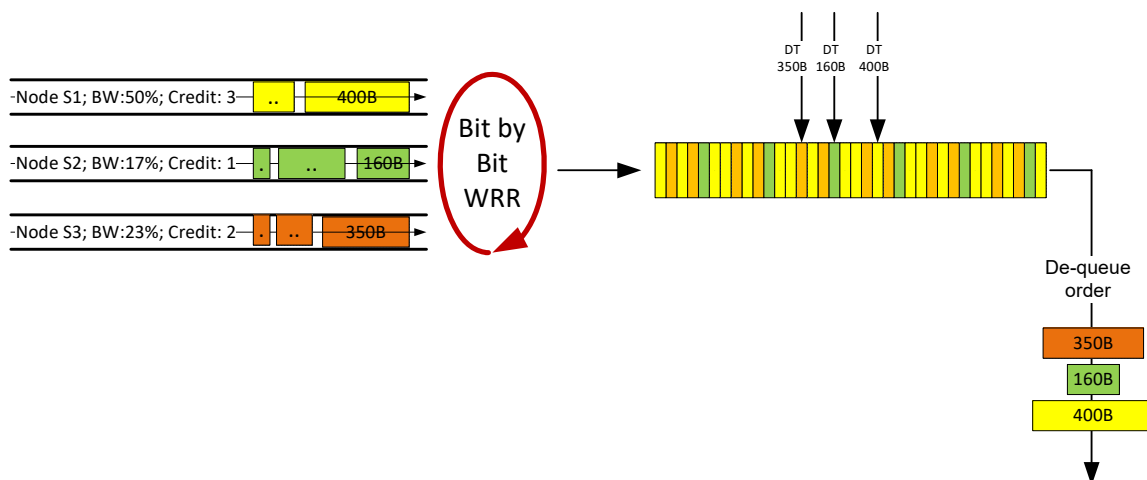 Node S1; BW:50%; Credit: 3
..
400B
Node S2; BW:17%; Credit: 1
.
..
160B
Node S3; BW:23%; Credit: 2
.
..
350B
Bit by
Bit
WRR
DT
350B
DT
160B
DT
400B
De-queue
order
350B
160B
400B